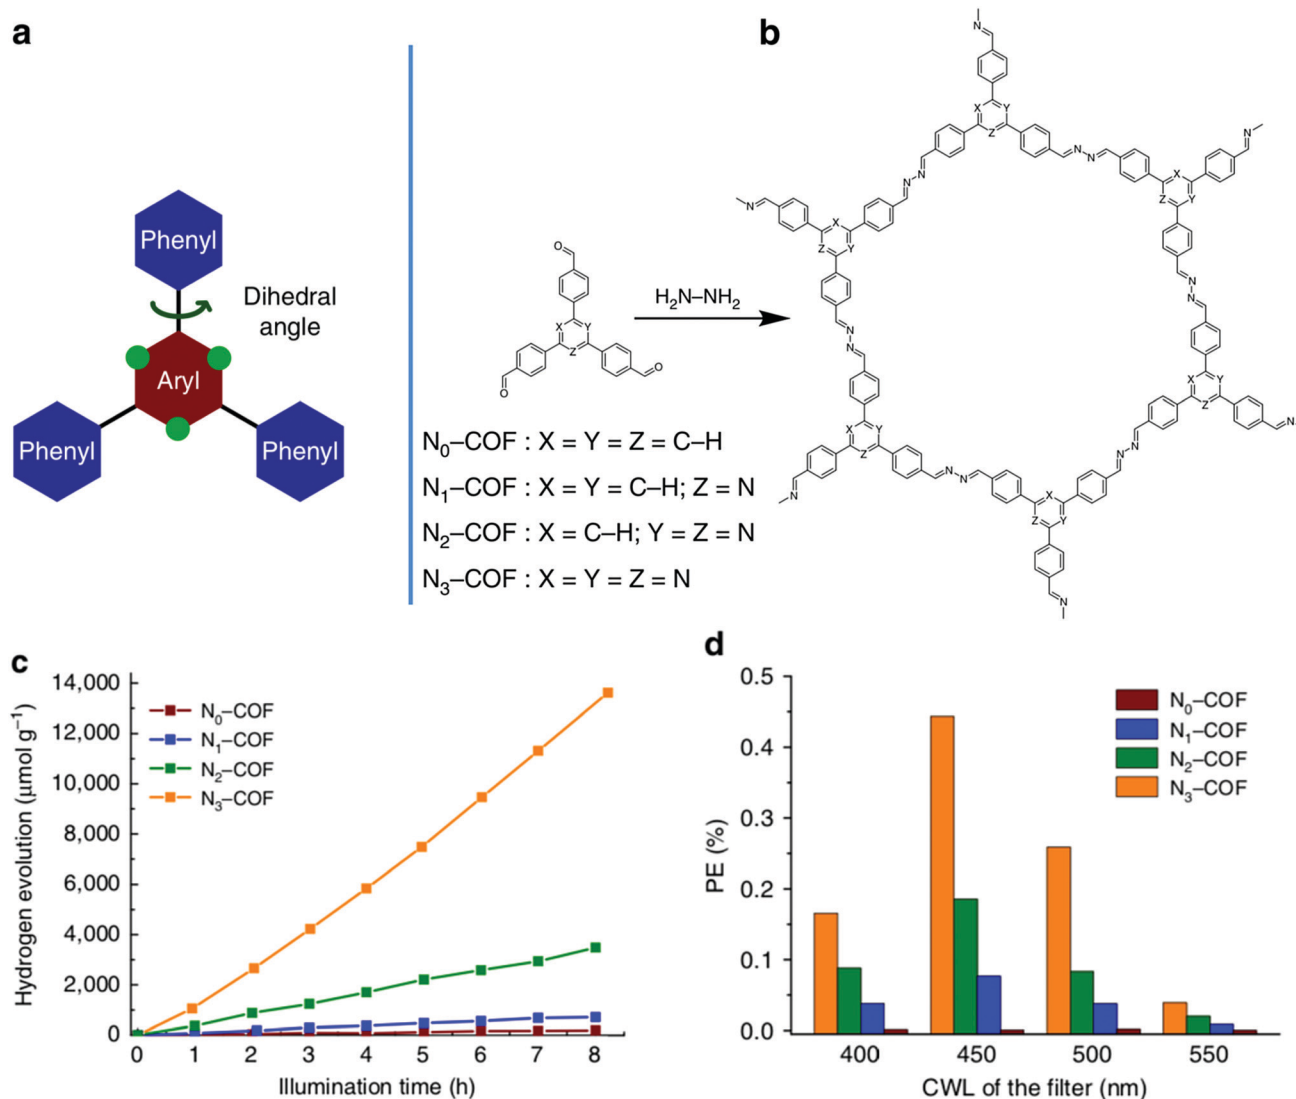 a
Phenyl
Dihedral
angle
Aryl
Phenyl
Phenyl
b
H₂N–NH₂
N₀–COF : X = Y = Z = C–H
N₁–COF : X = Y = C–H; Z = N
N₂–COF : X = C–H; Y = Z = N
N₃–COF : X = Y = Z = N
O
X
Y
Z
O
O
N
X
Y
Z
N
N
N
N
N
X
Z
Y
N
X
Z
Y
N
N
N
N
X
Y
Z
N
N
N
X
Y
Z
N
N
N
N
X
Z
Y
N
c
Hydrogen evolution (μmol g⁻¹)
14,000
12,000
10,000
8,000
6,000
4,000
2,000
0
N₀–COF
N₁–COF
N₂–COF
N₃–COF
0 1 2 3 4 5 6 7 8
Illumination time (h)
d
PE (%)
0.5
0.4
0.3
0.2
0.1
0.0
N₀–COF
N₁–COF
N₂–COF
N₃–COF
400 450 500 550
CWL of the filter (nm)